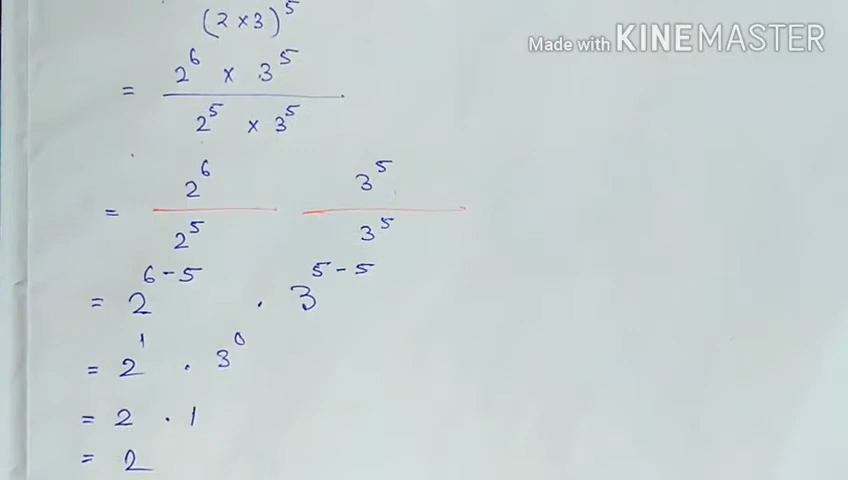 (2 × 3)^5
Made with KINEMASTER
= 2^6 × 3^5
2^5 × 3^5
= 2^6 3^5
2^5 3^5
= 2^6-5 . 3^5-5
= 2^1 . 3^0
= 2 . 1
= 2